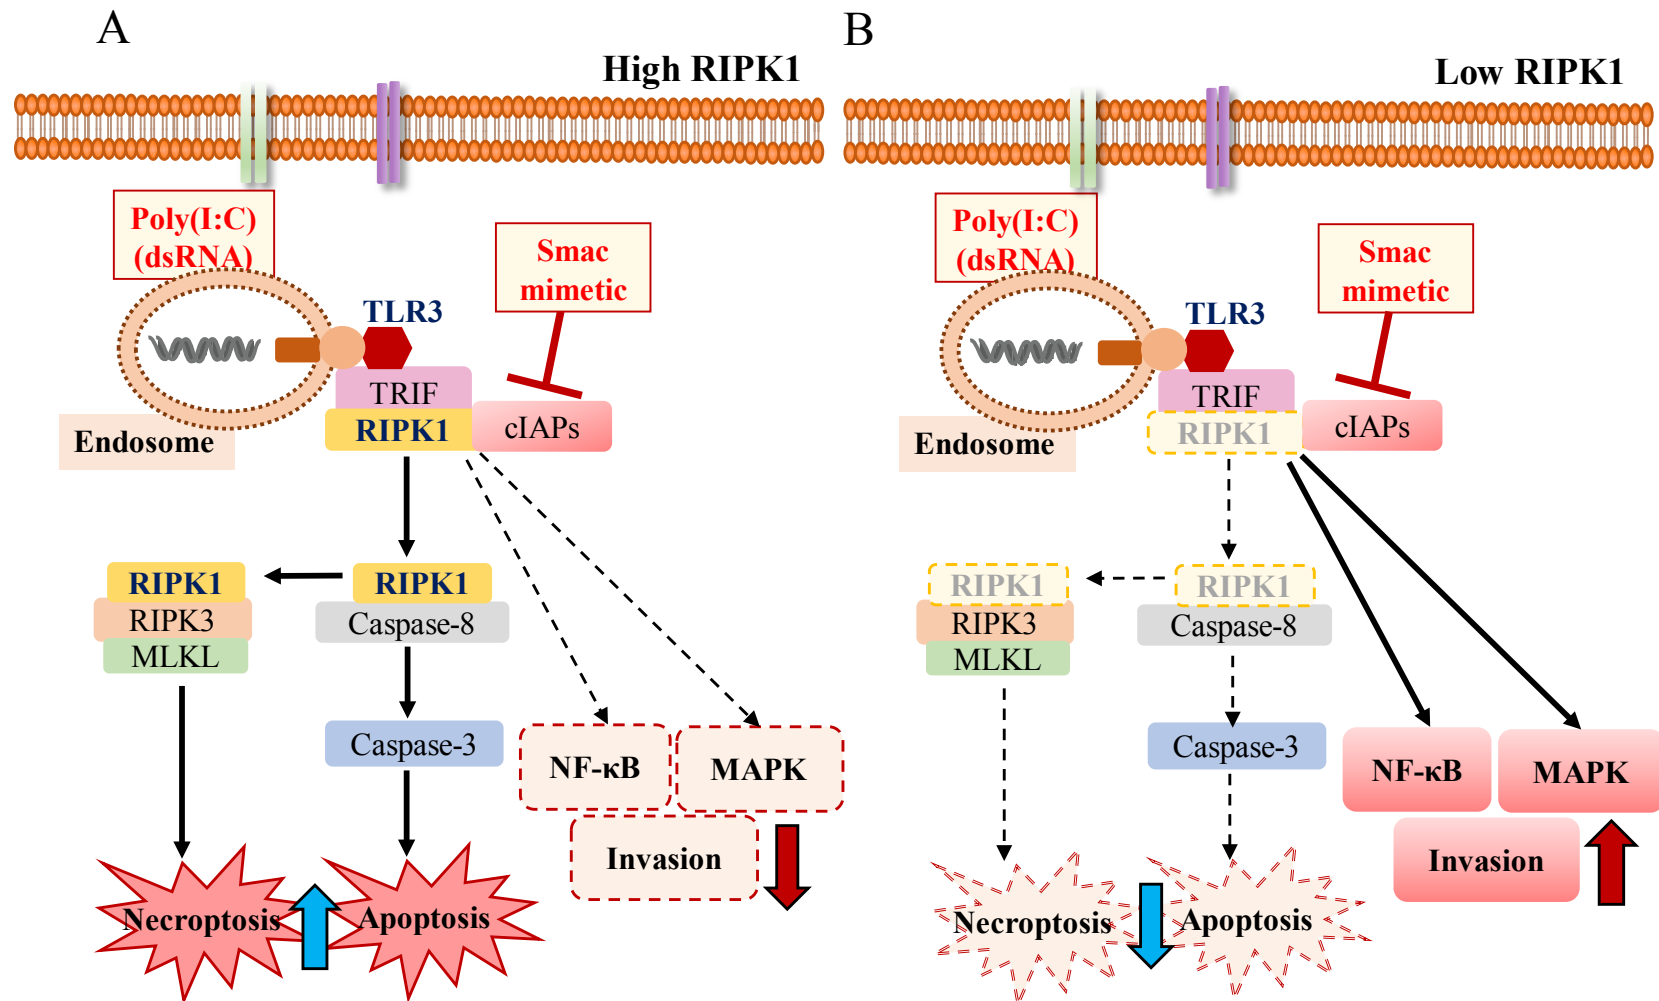 A
High RIPK1
Poly(I:C)
(dsRNA)
Smac
mimetic
TLR3
TRIF
RIPK1
cIAPs
Endosome
RIPK1
RIPK3
MLKL
RIPK1
Caspase-8
Caspase-3
NF-κB
MAPK
Invasion
Necroptosis
Apoptosis
B
Low RIPK1
Poly(I:C)
(dsRNA)
Smac
mimetic
TLR3
TRIF
RIPK1
cIAPs
Endosome
RIPK1
RIPK3
MLKL
RIPK1
Caspase-8
Caspase-3
NF-κB
MAPK
Invasion
Necroptosis
Apoptosis